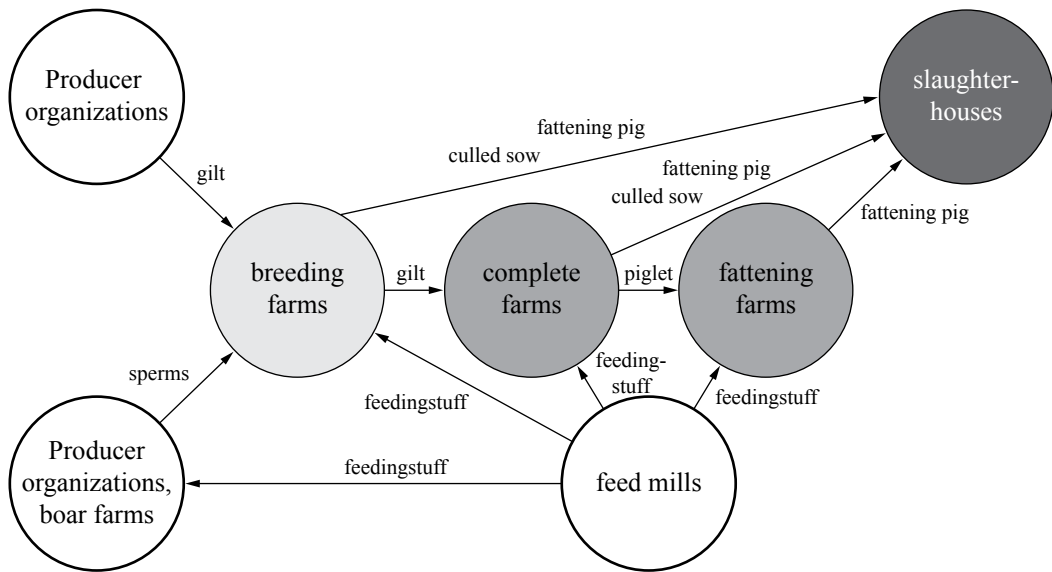 Producer
organizations
slaughter-
houses
fattening pig
culled sow
fattening pig
culled sow
gilt
fattening pig
breeding
farms
gilt
complete
farms
piglet
fattening
farms
sperms
feedingstuff
feeding-
stuff
feedingstuff
Producer
organizations,
boar farms
feedingstuff
feed mills